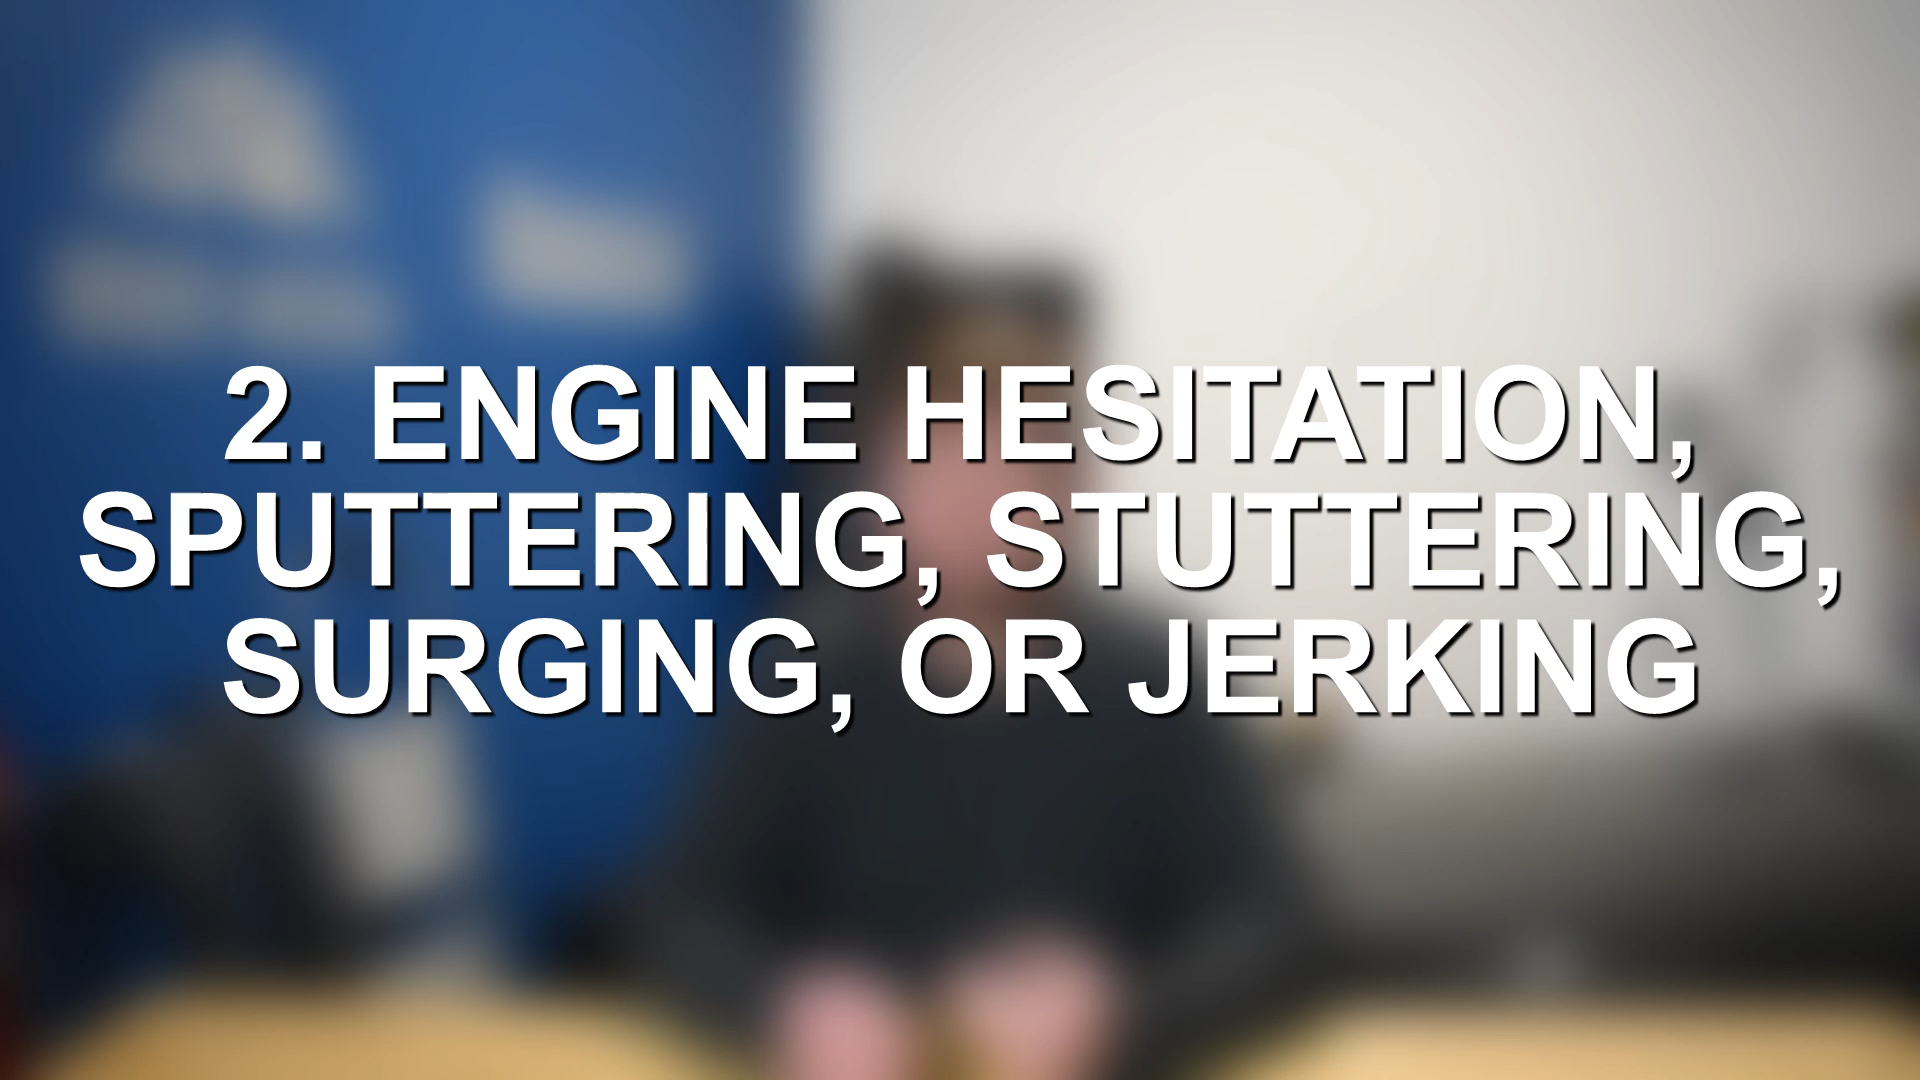 2. ENGINE HESITATION,
SPUTTERING, STUTTERING,
SURGING, OR JERKING